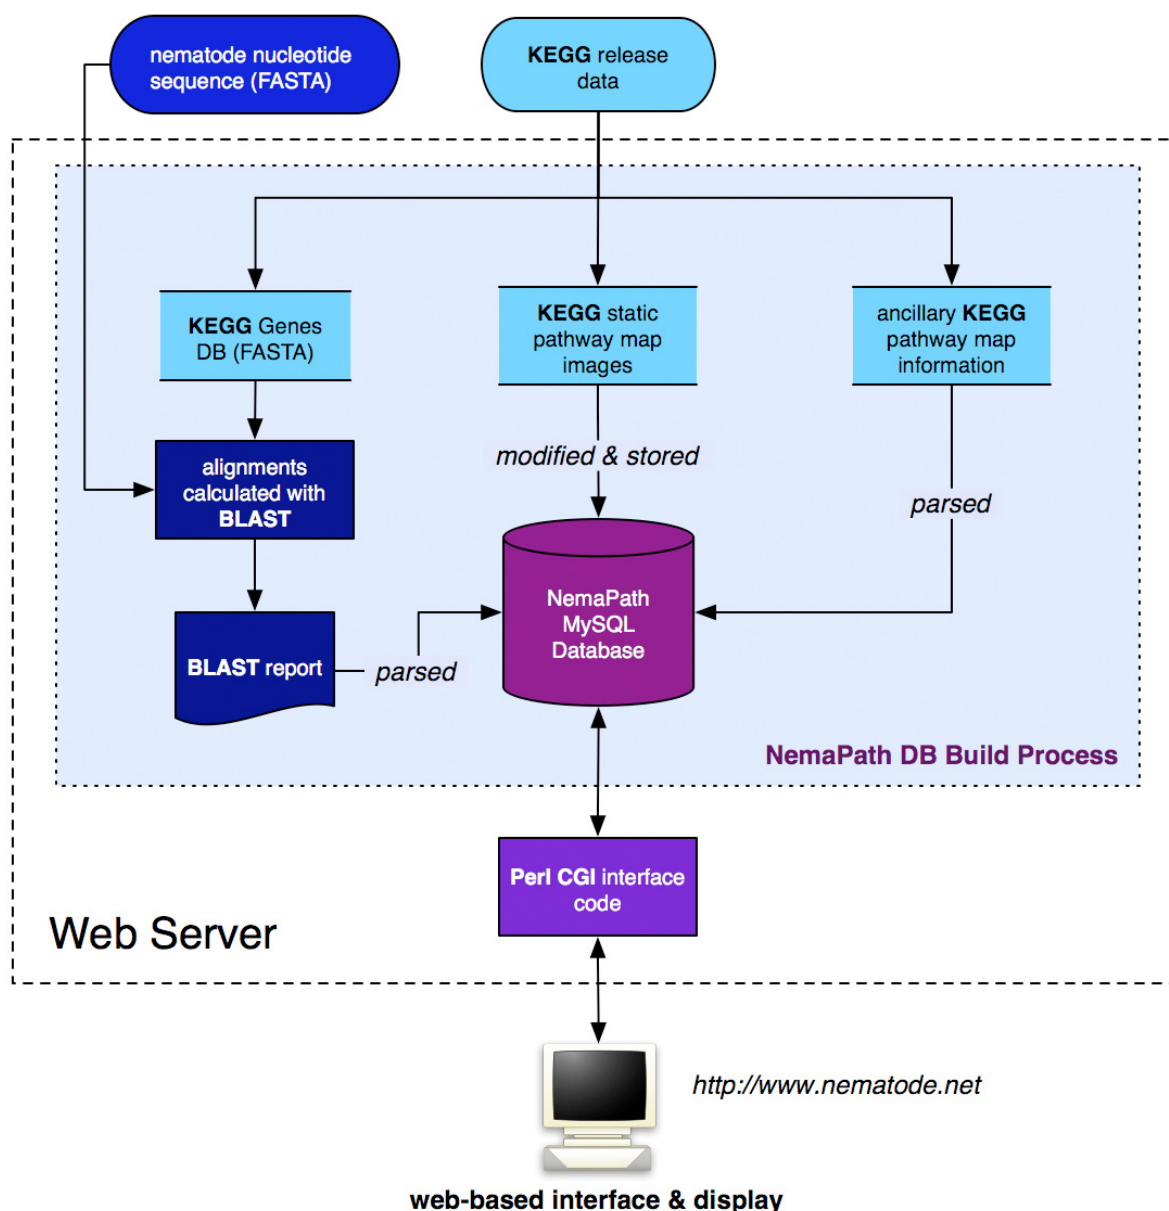 nematode nucleotide
sequence (FASTA)
KEGG release
data
KEGG Genes
DB (FASTA)
KEGG static
pathway map
images
ancillary KEGG
pathway map
information
alignments
calculated with
BLAST
modified & stored
parsed
NemaPath
MySQL
Database
BLAST report
parsed
NemaPath DB Build Process
Perl CGI interface
code
Web Server
http://www.nematode.net
web-based interface & display